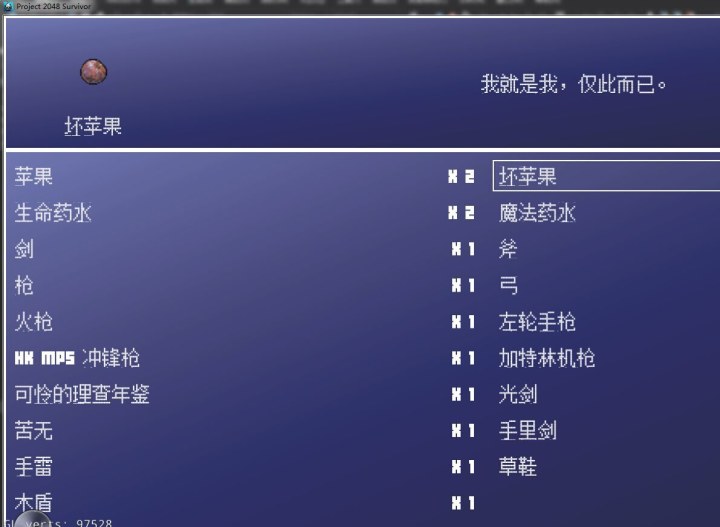 Project 2048 Survivor
我就是我，仅此而已。
坏苹果
苹果 X 2 坏苹果
生命药水 X 2 魔法药水
剑 X 1 斧
枪 X 1 弓
火枪 X 1 左轮手枪
HK MP5 冲锋枪 X 1 加特林机枪
可怜的理查年鉴 X 1 光剑
苦无 X 1 手里剑
手雷 X 1 草鞋
木盾 X 1
verts: 97528